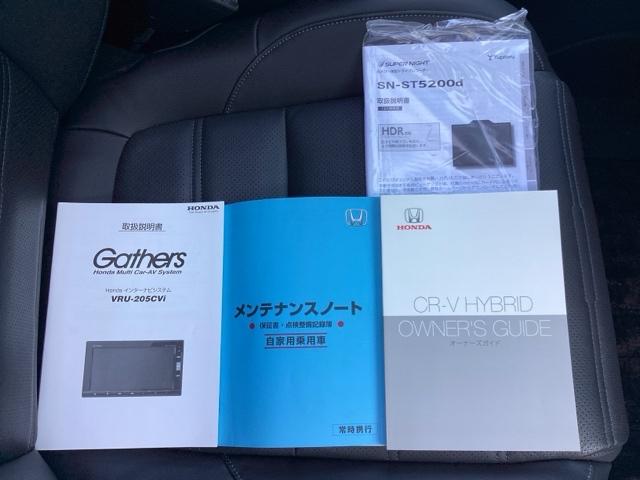 SUPER NIGHT
Yupiteru
SN-ST5200d
取扱説明書
HDR
HONDA
取扱説明書
Gathers
Honda Multi Car-AV System
Honda インターナビシステム
VRU-205CVi
メンテナンスノート
保証書・点検整備記録簿
自家用乗用車
常時携行
HONDA
CR-V HYBRID
OWNER'S GUIDE
オーナーズガイド